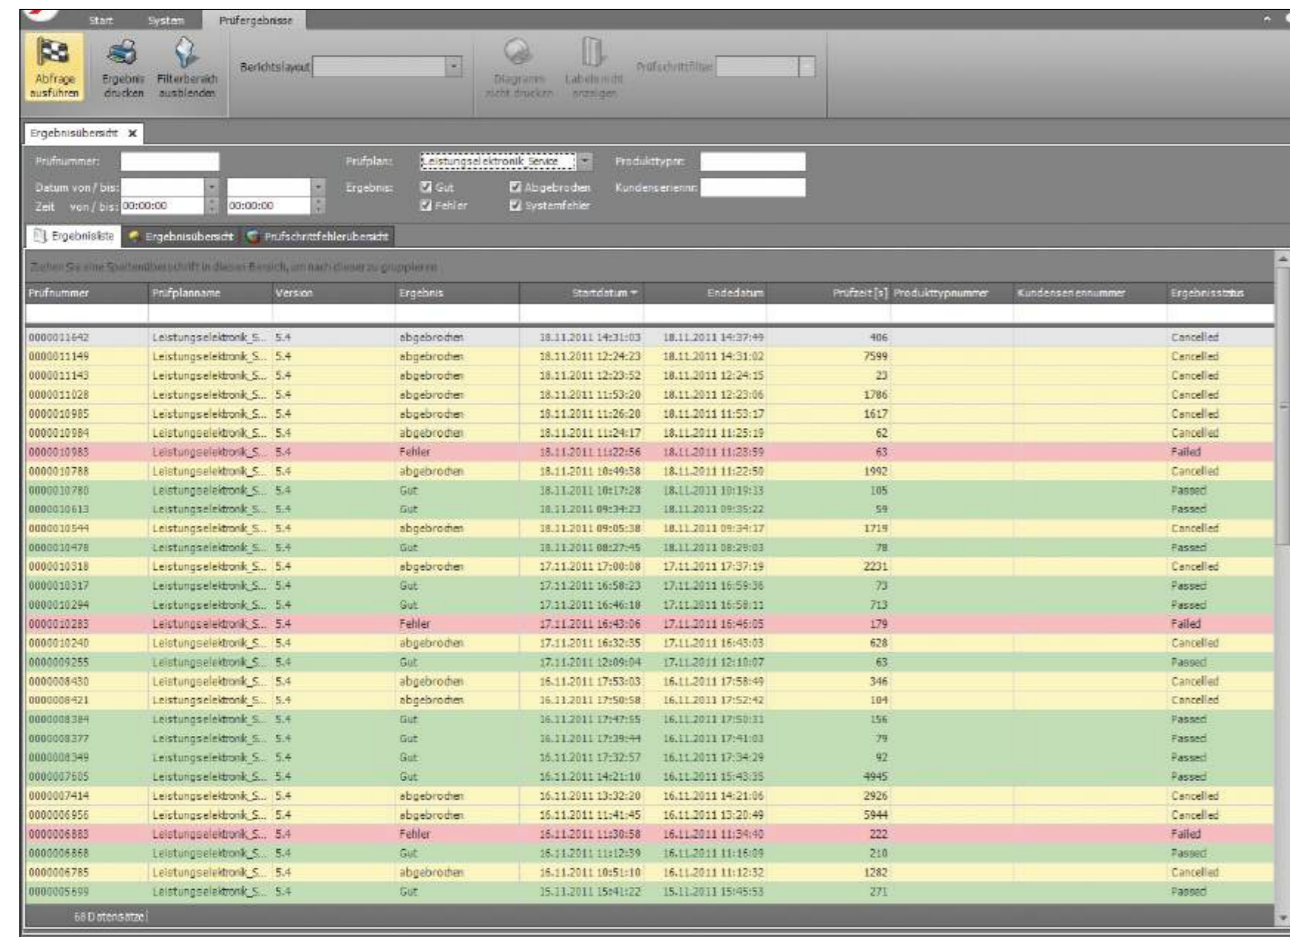 Start System Prüfergebnisse
Abfrage ausführen
Ergebnis drucken
Filterbereich ausblenden
Berichtslayout
Diagramm nicht drucken
Labels nicht anzeigen
Prüfschrittfilter
Ergebnisübersicht
Prüfnummer: Prüfplan: Leistungselektronik_Service Produkttypnr:
Datum von / bis: Ergebnis: Gut Abgebrochen Kundenseriennr:
Zeit von / bis: 00:00:00 00:00:00 Fehler Systemfehler
Ergebnisliste Ergebnisübersicht Prüfschrittfehlerübersicht
Ziehen Sie eine Spaltenüberschrift in diesen Bereich, um nach dieser zu gruppieren
Prüfnummer Prüfplanname Version Ergebnis Startdatum Endedatum Prüfzeit [s] Produkttypnummer Kundenseriennummer Ergebnisstatus
0000011642 Leistungselektronik_S... 5.4 abgebrochen 18.11.2011 14:31:03 18.11.2011 14:37:49 406 Cancelled
0000011149 Leistungselektronik_S... 5.4 abgebrochen 18.11.2011 12:24:23 18.11.2011 14:31:02 7599 Cancelled
0000011143 Leistungselektronik_S... 5.4 abgebrochen 18.11.2011 12:23:52 18.11.2011 12:24:15 23 Cancelled
0000011028 Leistungselektronik_S... 5.4 abgebrochen 18.11.2011 11:53:20 18.11.2011 12:23:06 1786 Cancelled
0000010985 Leistungselektronik_S... 5.4 abgebrochen 18.11.2011 11:26:20 18.11.2011 11:53:17 1617 Cancelled
0000010984 Leistungselektronik_S... 5.4 abgebrochen 18.11.2011 11:24:17 18.11.2011 11:25:19 62 Cancelled
0000010983 Leistungselektronik_S... 5.4 Fehler 18.11.2011 11:22:56 18.11.2011 11:23:59 63 Failed
0000010788 Leistungselektronik_S... 5.4 abgebrochen 18.11.2011 10:49:38 18.11.2011 11:22:50 1992 Cancelled
0000010780 Leistungselektronik_S... 5.4 Gut 18.11.2011 10:17:28 18.11.2011 10:19:13 105 Passed
0000010613 Leistungselektronik_S... 5.4 Gut 18.11.2011 09:34:23 18.11.2011 09:35:22 59 Passed
0000010544 Leistungselektronik_S... 5.4 abgebrochen 18.11.2011 09:05:38 18.11.2011 09:34:17 1719 Cancelled
0000010478 Leistungselektronik_S... 5.4 Gut 18.11.2011 08:27:45 18.11.2011 08:29:03 78 Passed
0000010318 Leistungselektronik_S... 5.4 abgebrochen 17.11.2011 17:00:08 17.11.2011 17:37:19 2231 Cancelled
0000010317 Leistungselektronik_S... 5.4 Gut 17.11.2011 16:58:23 17.11.2011 16:59:36 73 Passed
0000010294 Leistungselektronik_S... 5.4 Gut 17.11.2011 16:46:18 17.11.2011 16:58:11 713 Passed
0000010283 Leistungselektronik_S... 5.4 Fehler 17.11.2011 16:43:06 17.11.2011 16:46:05 179 Failed
0000010240 Leistungselektronik_S... 5.4 abgebrochen 17.11.2011 16:32:35 17.11.2011 16:43:03 628 Cancelled
0000009255 Leistungselektronik_S... 5.4 Gut 17.11.2011 12:09:04 17.11.2011 12:10:07 63 Passed
0000008430 Leistungselektronik_S... 5.4 abgebrochen 16.11.2011 17:53:03 16.11.2011 17:58:49 346 Cancelled
0000008421 Leistungselektronik_S... 5.4 abgebrochen 16.11.2011 17:50:58 16.11.2011 17:52:42 104 Cancelled
0000008384 Leistungselektronik_S... 5.4 Gut 16.11.2011 17:47:55 16.11.2011 17:50:31 156 Passed
0000008377 Leistungselektronik_S... 5.4 Gut 16.11.2011 17:39:44 16.11.2011 17:41:03 79 Passed
0000008349 Leistungselektronik_S... 5.4 Gut 16.11.2011 17:32:57 16.11.2011 17:34:29 92 Passed
0000007605 Leistungselektronik_S... 5.4 Gut 16.11.2011 14:21:10 16.11.2011 15:43:35 4945 Passed
0000007414 Leistungselektronik_S... 5.4 abgebrochen 16.11.2011 13:32:20 16.11.2011 14:21:06 2926 Cancelled
0000006956 Leistungselektronik_S... 5.4 abgebrochen 16.11.2011 11:41:45 16.11.2011 13:20:49 5944 Cancelled
0000006883 Leistungselektronik_S... 5.4 Fehler 16.11.2011 11:30:58 16.11.2011 11:34:40 222 Failed
0000006868 Leistungselektronik_S... 5.4 Gut 16.11.2011 11:12:39 16.11.2011 11:16:09 210 Passed
0000006785 Leistungselektronik_S... 5.4 abgebrochen 16.11.2011 10:51:10 16.11.2011 11:12:32 1282 Cancelled
0000005699 Leistungselektronik_S... 5.4 Gut 15.11.2011 15:41:22 15.11.2011 15:45:53 271 Passed
68 Datensätze